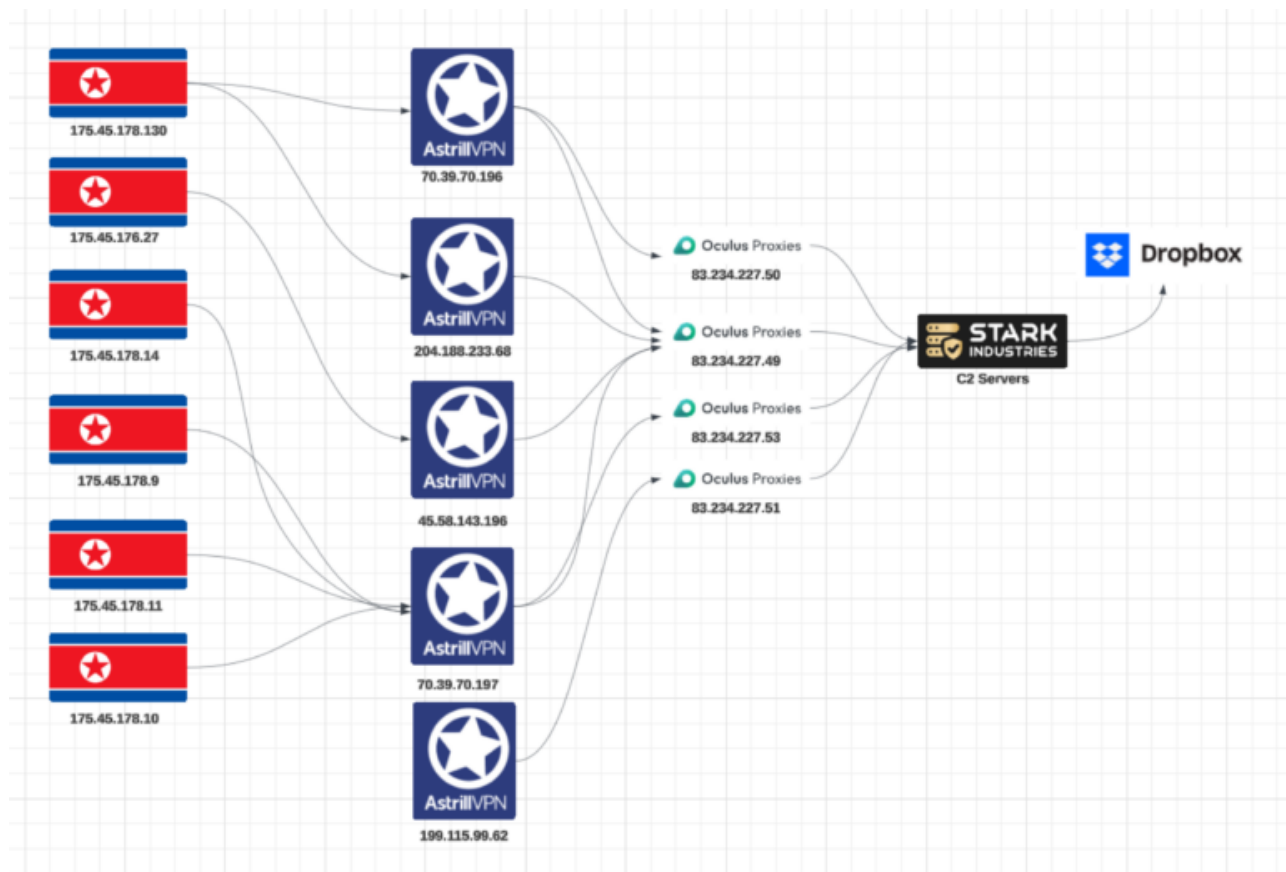 175.45.178.130
175.45.176.27
175.45.178.14
175.45.178.9
175.45.178.11
175.45.178.10
AstrillVPN
70.39.70.196
AstrillVPN
204.188.233.68
AstrillVPN
45.58.143.196
AstrillVPN
70.39.70.197
AstrillVPN
199.115.99.62
Oculus Proxies
83.234.227.50
Oculus Proxies
83.234.227.49
Oculus Proxies
83.234.227.53
Oculus Proxies
83.234.227.51
STARK
INDUSTRIES
C2 Servers
Dropbox